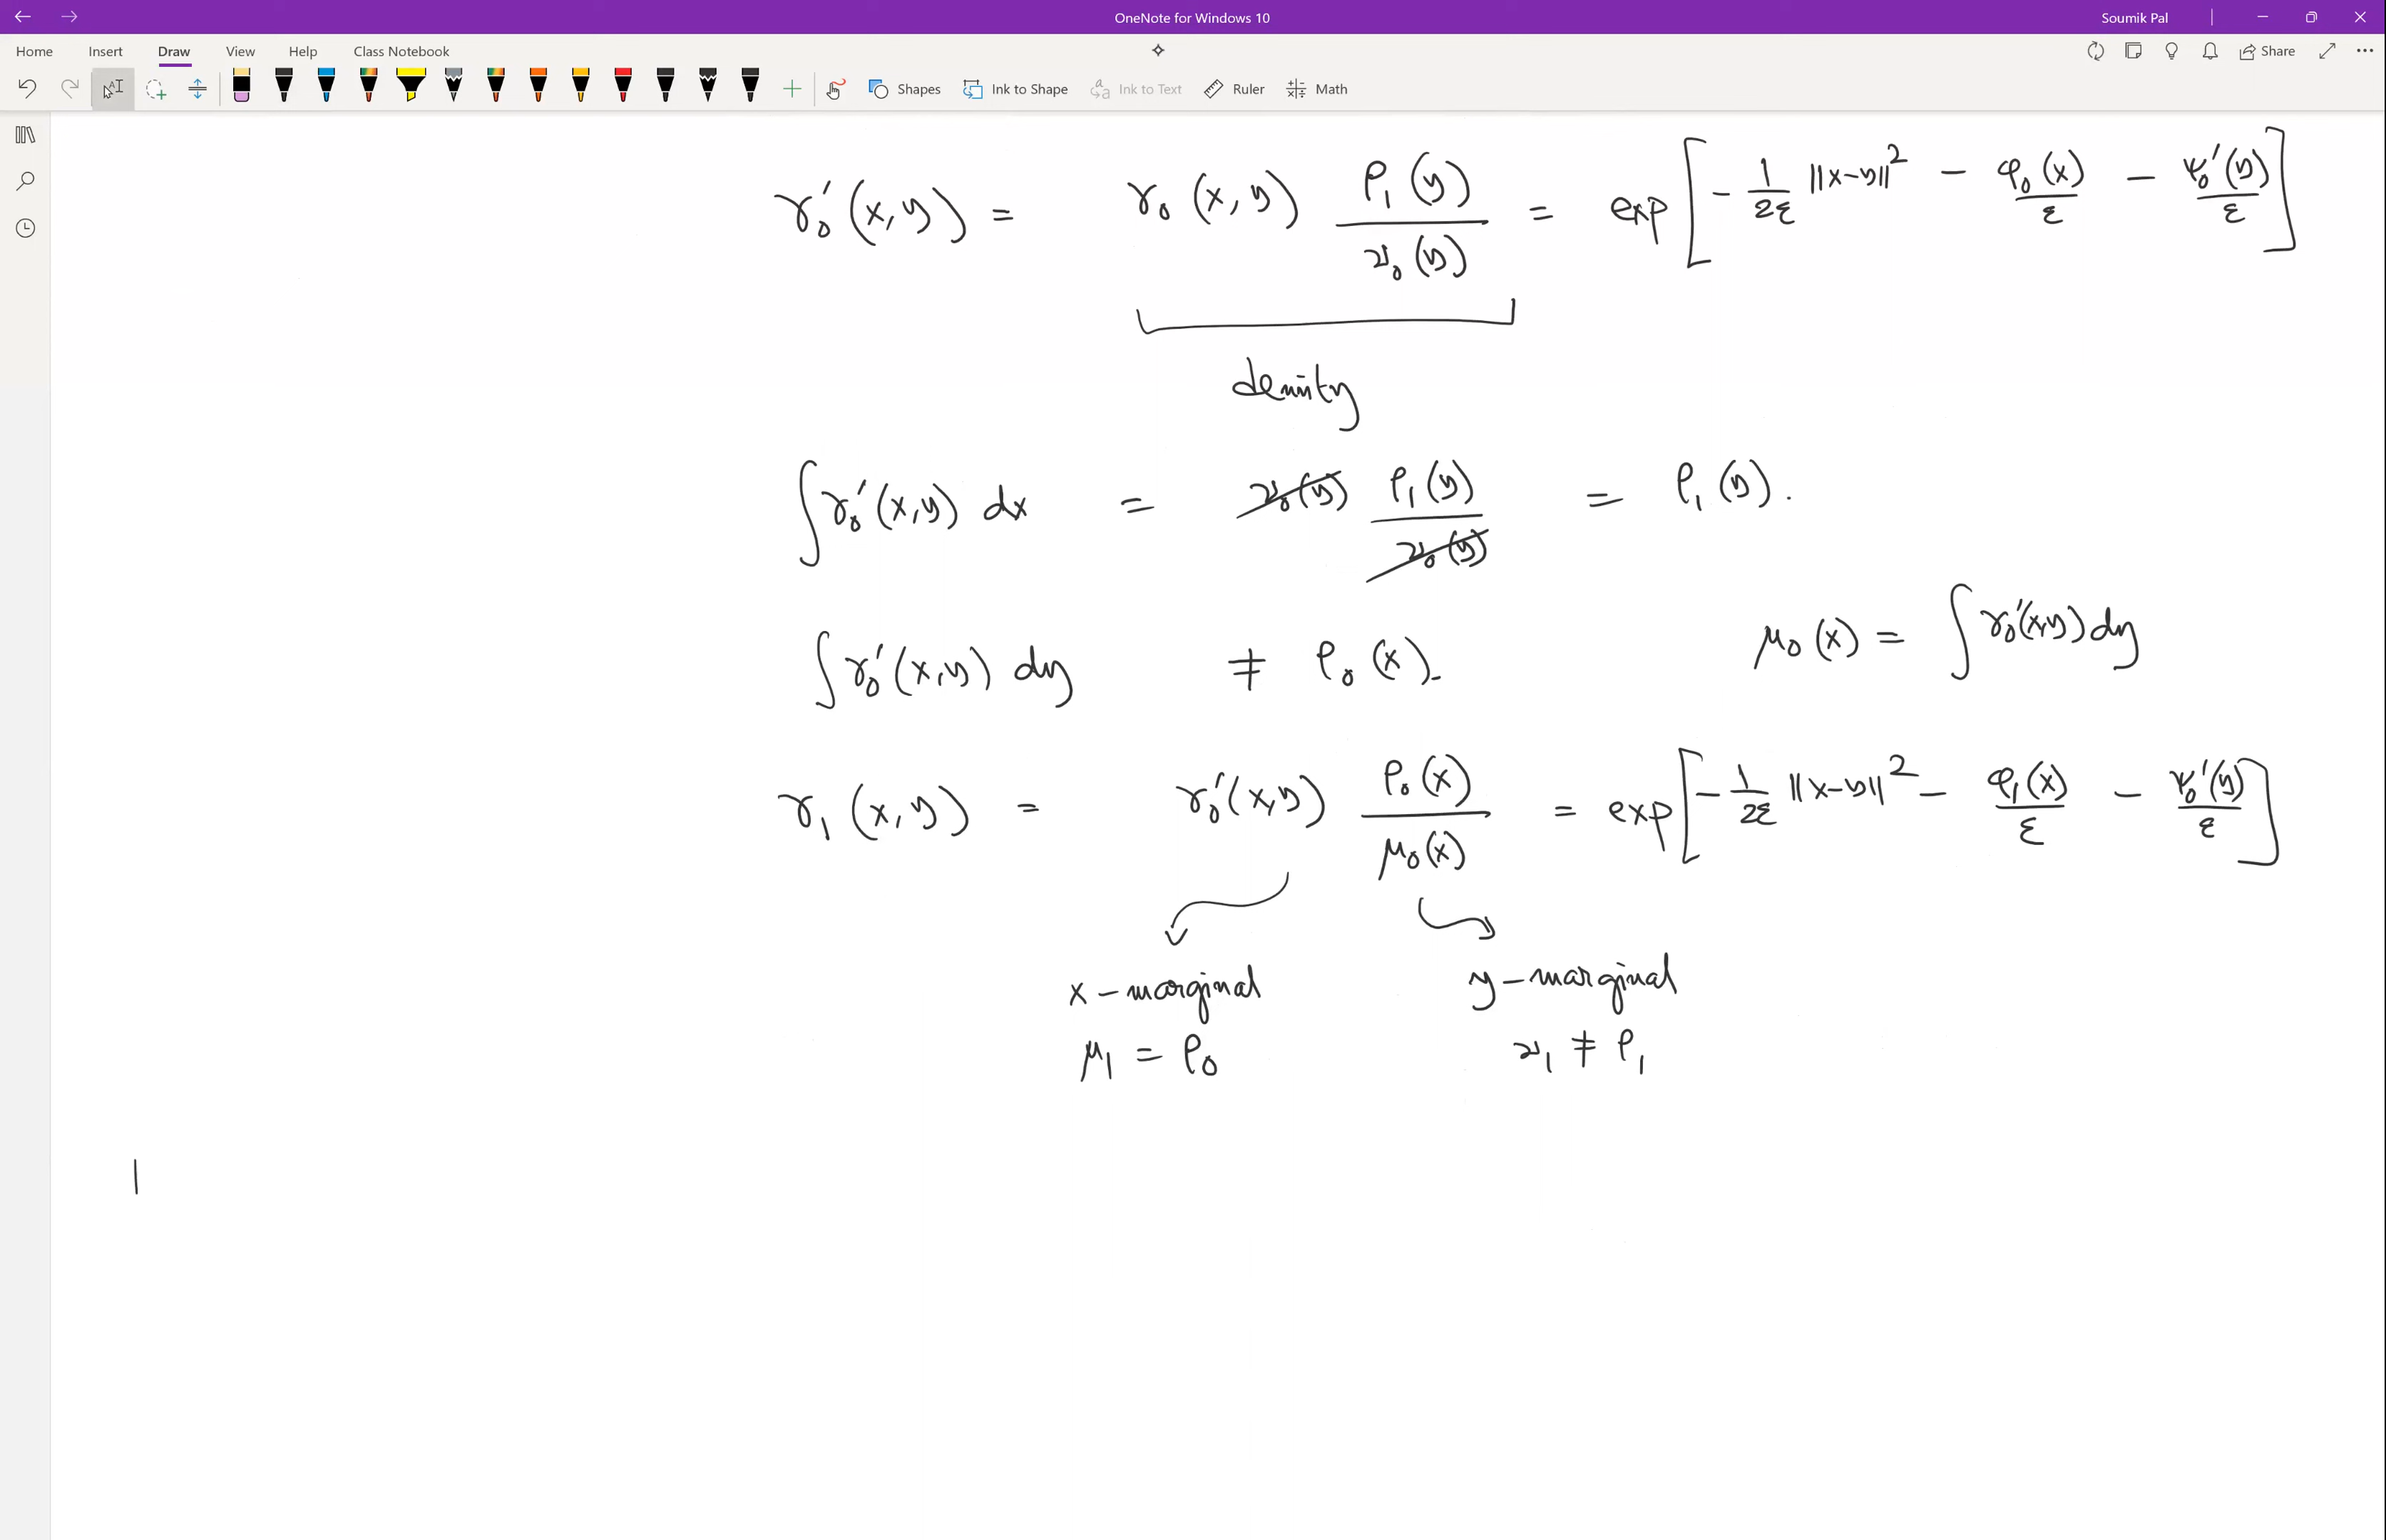 OneNote for Windows 10
Soumik Pal
Home Insert Draw View Help Class Notebook
Share
Shapes Ink to Shape Ink to Text Ruler Math
γ₀′(x,y) = γ₀(x,y) ρ₁(y)/ν₀(y) = exp[-1/2ε ||x-y||² - φ₀(x)/ε - ψ₀′(y)/ε]
density
∫γ₀′(x,y) dx = ν₀(y) ρ₁(y)/ν₀(y) = ρ₁(y).
∫γ₀′(x,y) dy ≠ ρ₀(x). μ₀(x) = ∫γ₀′(x,y) dy
γ₁(x,y) = γ₀′(x,y) ρ₀(x)/μ₀(x) = exp[-1/2ε ||x-y||² - φ₁(x)/ε - ψ₀′(y)/ε]
x-marginal y-marginal
μ₁ = ρ₀ ν₁ ≠ ρ₁